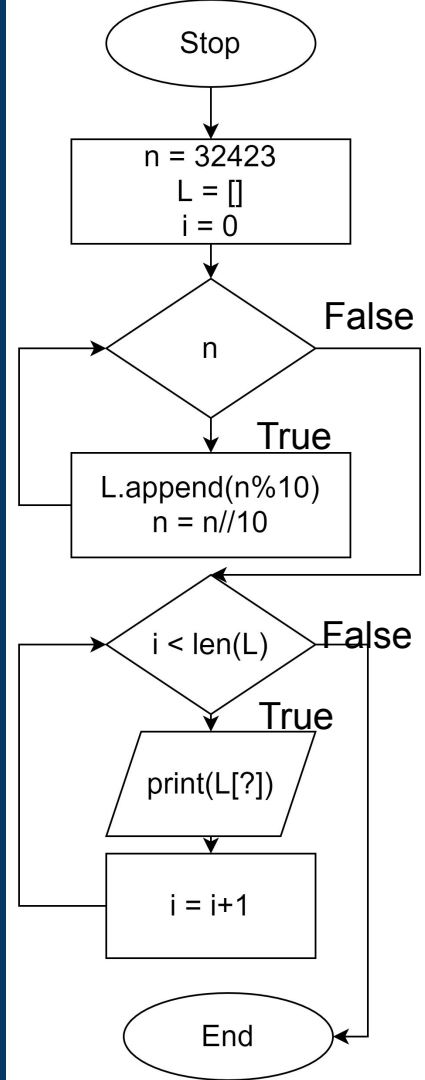 Stop
n = 32423
L = []
i = 0
False
n
True
L.append(n%10)
n = n//10
i < len(L)
False
True
print(L[?])
i = i+1
End